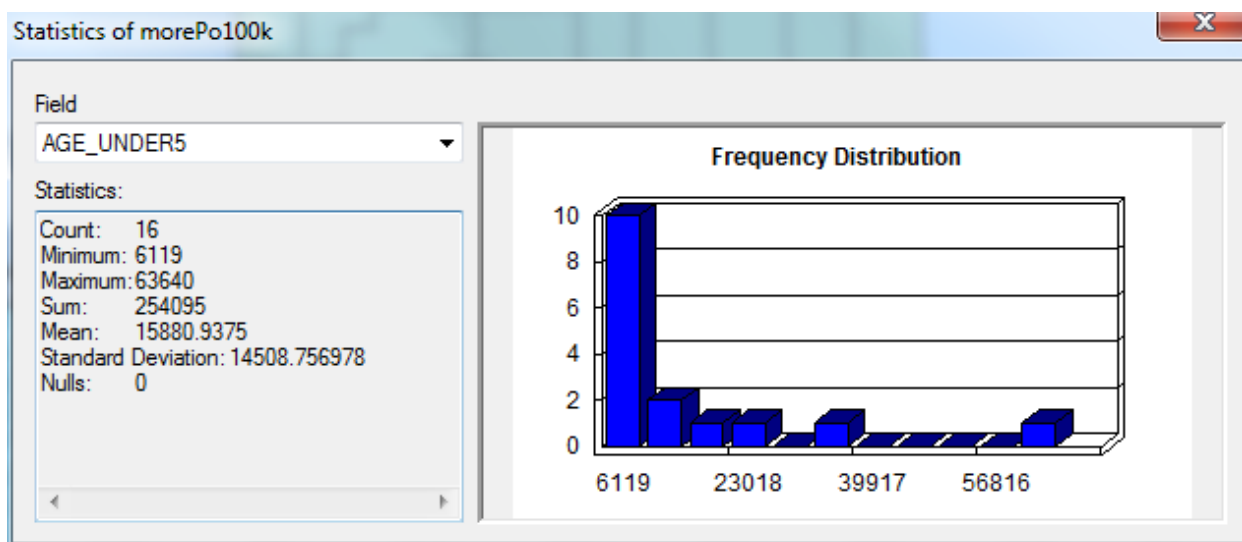 Statistics of morePo100k
X
Field
AGE_UNDER5
Statistics:
Count: 16
Minimum: 6119
Maximum: 63640
Sum: 254095
Mean: 15880.9375
Standard Deviation: 14508.756978
Nulls: 0
Frequency Distribution
10
8
6
4
2
0
6119 23018 39917 56816